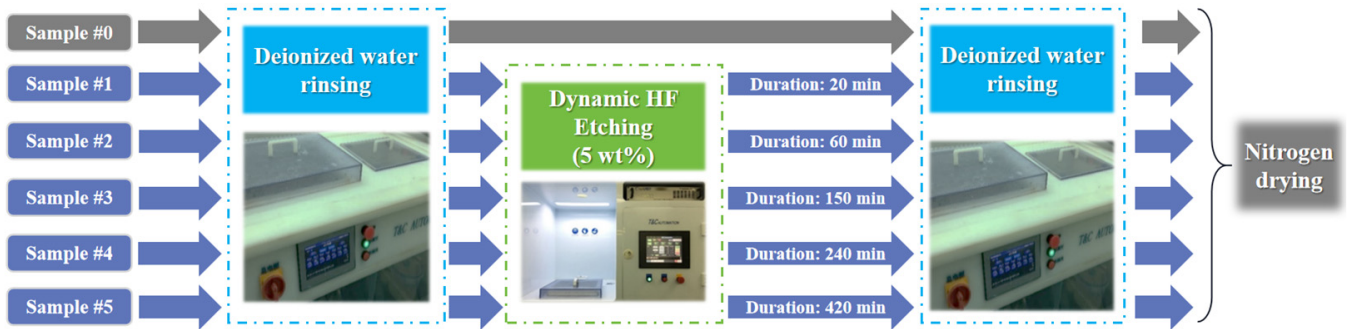 Sample #0
Sample #1
Sample #2
Sample #3
Sample #4
Sample #5
Deionized water
rinsing
Dynamic HF
Etching
(5 wt%)
Duration: 20 min
Duration: 60 min
Duration: 150 min
Duration: 240 min
Duration: 420 min
Deionized water
rinsing
Nitrogen
drying